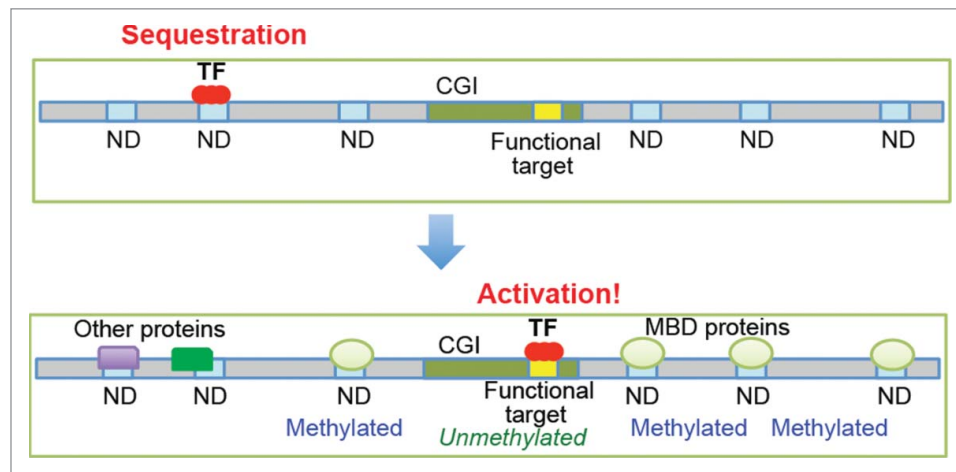 Sequestration
TF
CGI
ND ND ND Functional target ND ND ND
Activation!
Other proteins TF MBD proteins
CGI
ND ND ND Functional target ND ND ND
Methylated Unmethylated Methylated Methylated